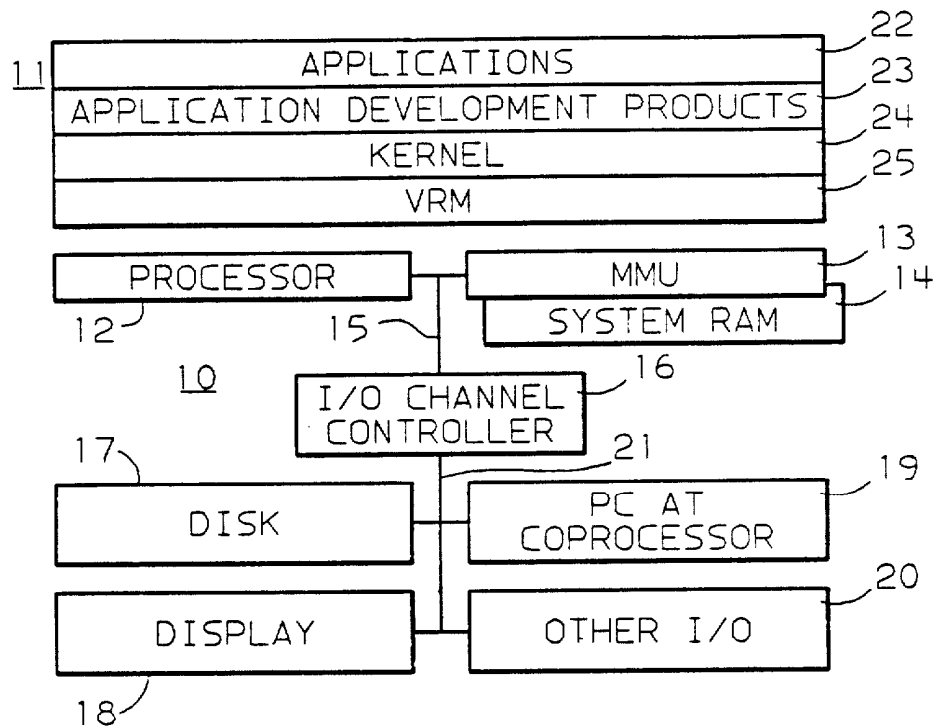 22
11
APPLICATIONS
23
APPLICATION DEVELOPMENT PRODUCTS
24
KERNEL
25
VRM
13
PROCESSOR
MMU
14
12
15
SYSTEM RAM
10
16
I/O CHANNEL
CONTROLLER
17
21
19
DISK
PC AT
COPROCESSOR
20
DISPLAY
OTHER I/O
18